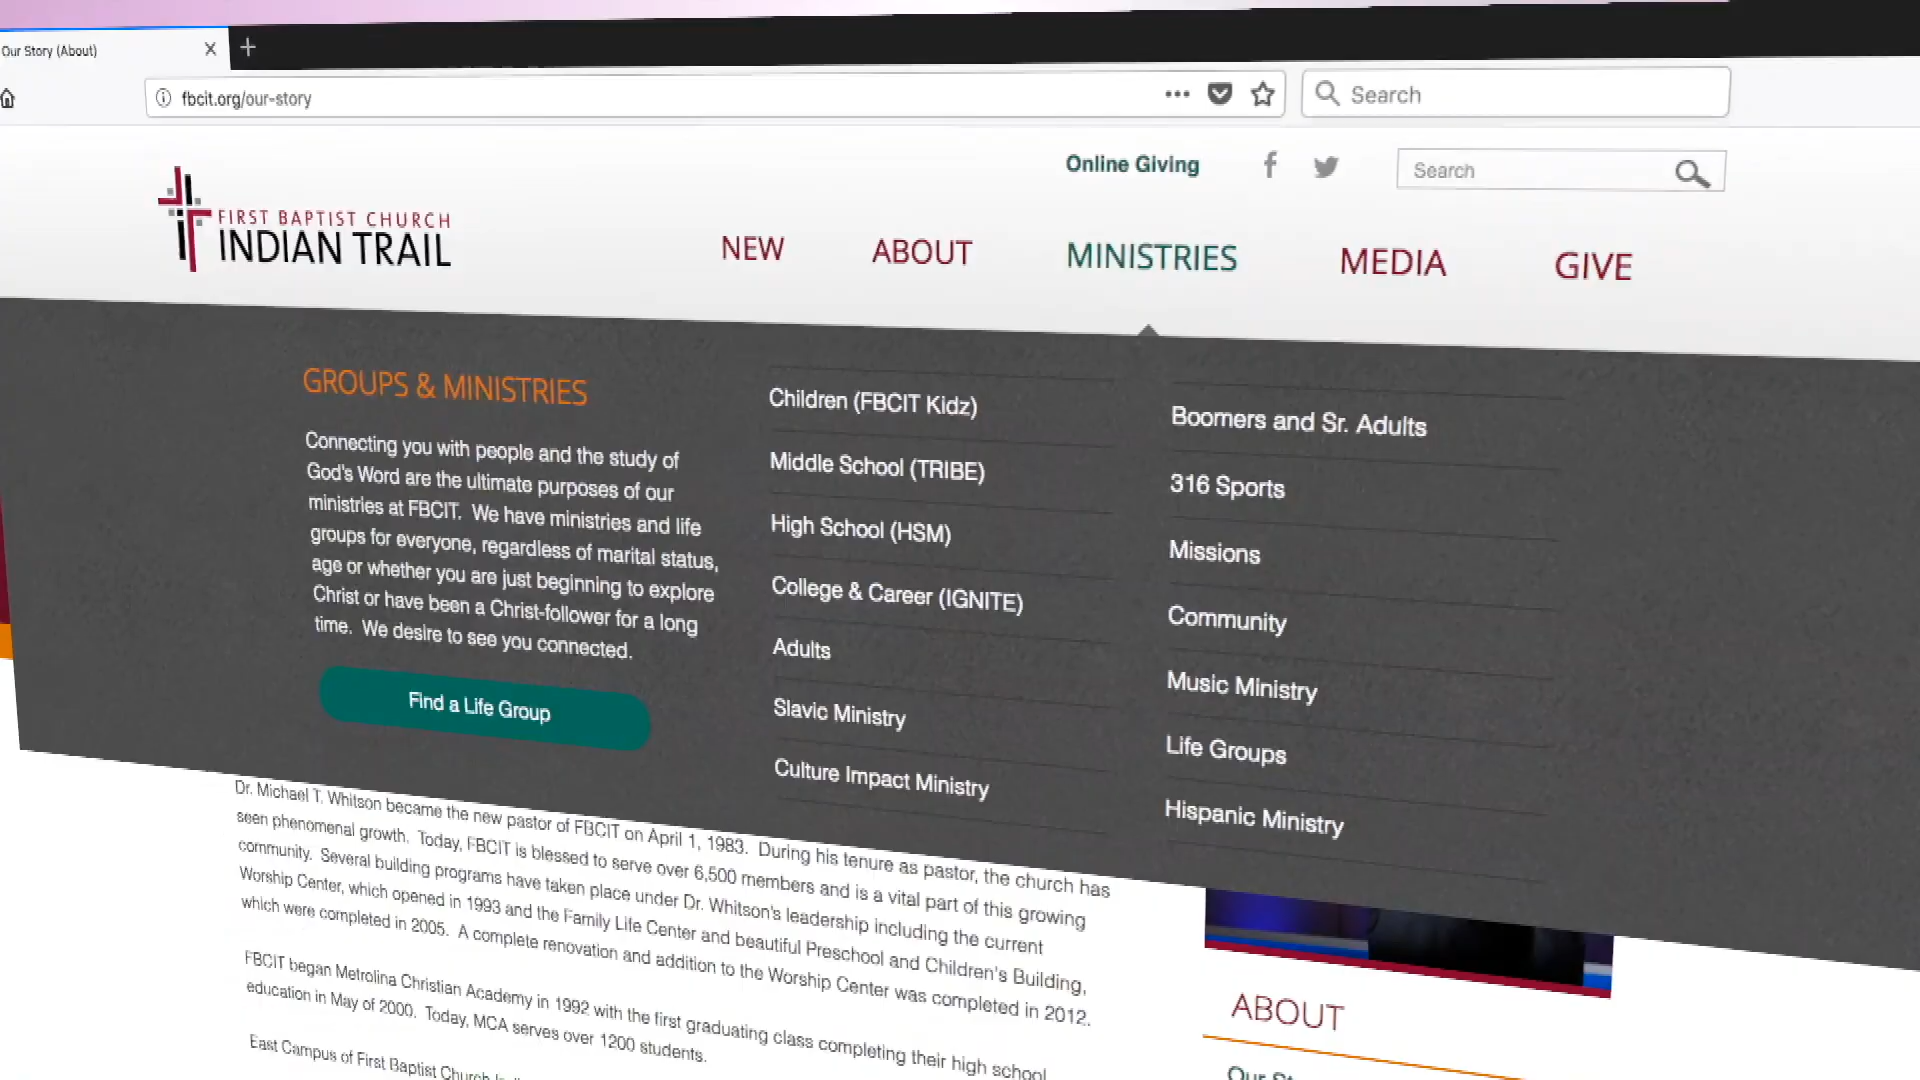 Our Story (About)
fbcit.org/our-story
Search
Online Giving
Search
FIRST BAPTIST CHURCH
INDIAN TRAIL
NEW
ABOUT
MINISTRIES
MEDIA
GIVE
GROUPS & MINISTRIES
Connecting you with people and the study of
God's Word are the ultimate purposes of our
ministries at FBCIT. We have ministries and life
groups for everyone, regardless of marital status,
age or whether you are just beginning to explore
Christ or have been a Christ-follower for a long
time. We desire to see you connected.
Find a Life Group
Children (FBCIT Kidz)
Middle School (TRIBE)
High School (HSM)
College & Career (IGNITE)
Adults
Slavic Ministry
Culture Impact Ministry
Boomers and Sr. Adults
316 Sports
Missions
Community
Music Ministry
Life Groups
Hispanic Ministry
Dr. Michael T. Whitson became the new pastor of FBCIT on April 1, 1983. During his tenure as pastor, the church has
seen phenomenal growth. Today, FBCIT is blessed to serve over 6,500 members and is a vital part of this growing
community. Several building programs have taken place under Dr. Whitson's leadership including the current
Worship Center, which opened in 1993 and the Family Life Center and beautiful Preschool and Children's Building,
which were completed in 2005. A complete renovation and addition to the Worship Center was completed in 2012.
FBCIT began Metrolina Christian Academy in 1992 with the first graduating class completing their high school
education in May of 2000. Today, MCA serves over 1200 students.
East Campus of First Baptist Church
ABOUT
Our